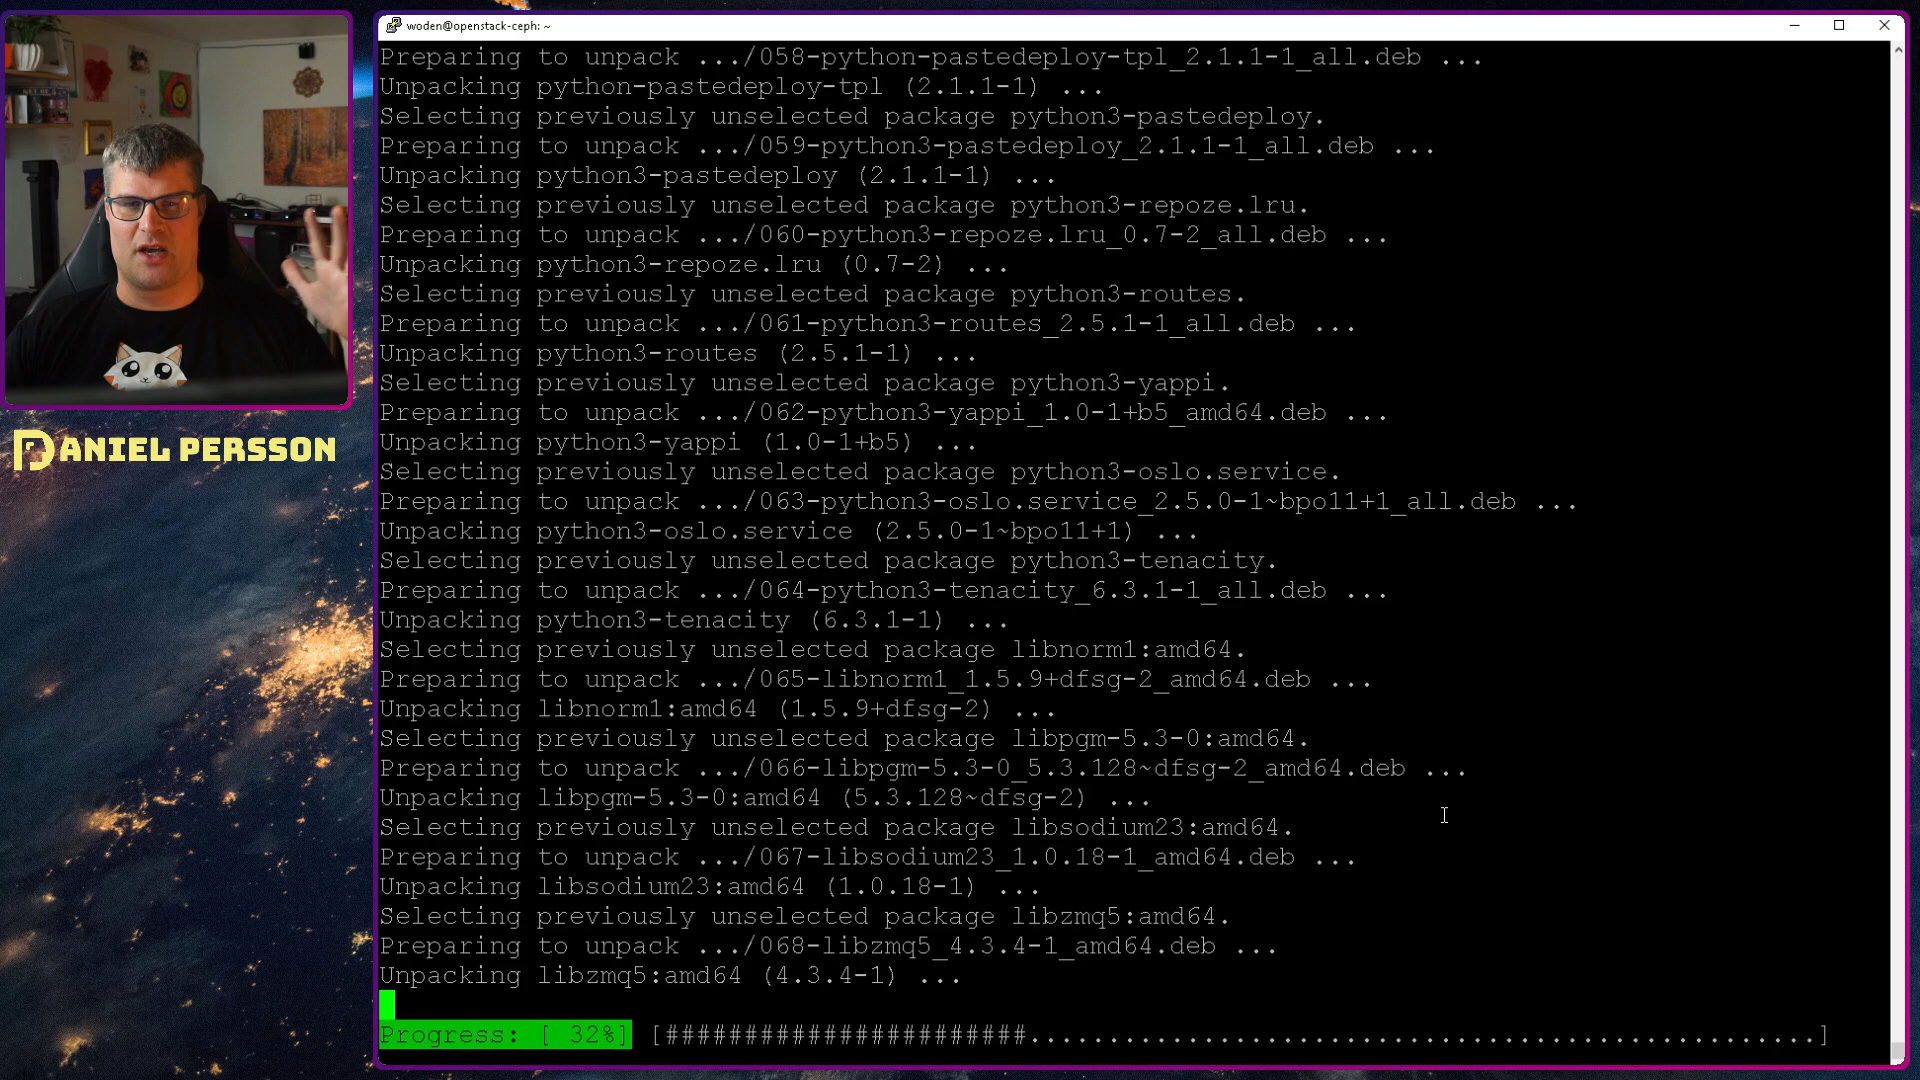 woden@openstack-ceph: ~
Preparing to unpack .../058-python-pastedeploy-tpl_2.1.1-1_all.deb ...
Unpacking python-pastedeploy-tpl (2.1.1-1) ...
Selecting previously unselected package python3-pastedeploy.
Preparing to unpack .../059-python3-pastedeploy_2.1.1-1_all.deb ...
Unpacking python3-pastedeploy (2.1.1-1) ...
Selecting previously unselected package python3-repoze.lru.
Preparing to unpack .../060-python3-repoze.lru_0.7-2_all.deb ...
Unpacking python3-repoze.lru (0.7-2) ...
Selecting previously unselected package python3-routes.
Preparing to unpack .../061-python3-routes_2.5.1-1_all.deb ...
Unpacking python3-routes (2.5.1-1) ...
Selecting previously unselected package python3-yappi.
Preparing to unpack .../062-python3-yappi_1.0-1+b5_amd64.deb ...
Unpacking python3-yappi (1.0-1+b5) ...
Selecting previously unselected package python3-oslo.service.
Preparing to unpack .../063-python3-oslo.service_2.5.0-1~bpo11+1_all.deb ...
Unpacking python3-oslo.service (2.5.0-1~bpo11+1) ...
Selecting previously unselected package python3-tenacity.
Preparing to unpack .../064-python3-tenacity_6.3.1-1_all.deb ...
Unpacking python3-tenacity (6.3.1-1) ...
Selecting previously unselected package libnorm1:amd64.
Preparing to unpack .../065-libnorm1_1.5.9+dfsg-2_amd64.deb ...
Unpacking libnorm1:amd64 (1.5.9+dfsg-2) ...
Selecting previously unselected package libpgm-5.3-0:amd64.
Preparing to unpack .../066-libpgm-5.3-0_5.3.128~dfsg-2_amd64.deb ...
Unpacking libpgm-5.3-0:amd64 (5.3.128~dfsg-2) ...
Selecting previously unselected package libsodium23:amd64.
Preparing to unpack .../067-libsodium23_1.0.18-1_amd64.deb ...
Unpacking libsodium23:amd64 (1.0.18-1) ...
Selecting previously unselected package libzmq5:amd64.
Preparing to unpack .../068-libzmq5_4.3.4-1_amd64.deb ...
Unpacking libzmq5:amd64 (4.3.4-1) ...
Progress: [ 32%] [#######################..................................................]
DANIEL PERSSON